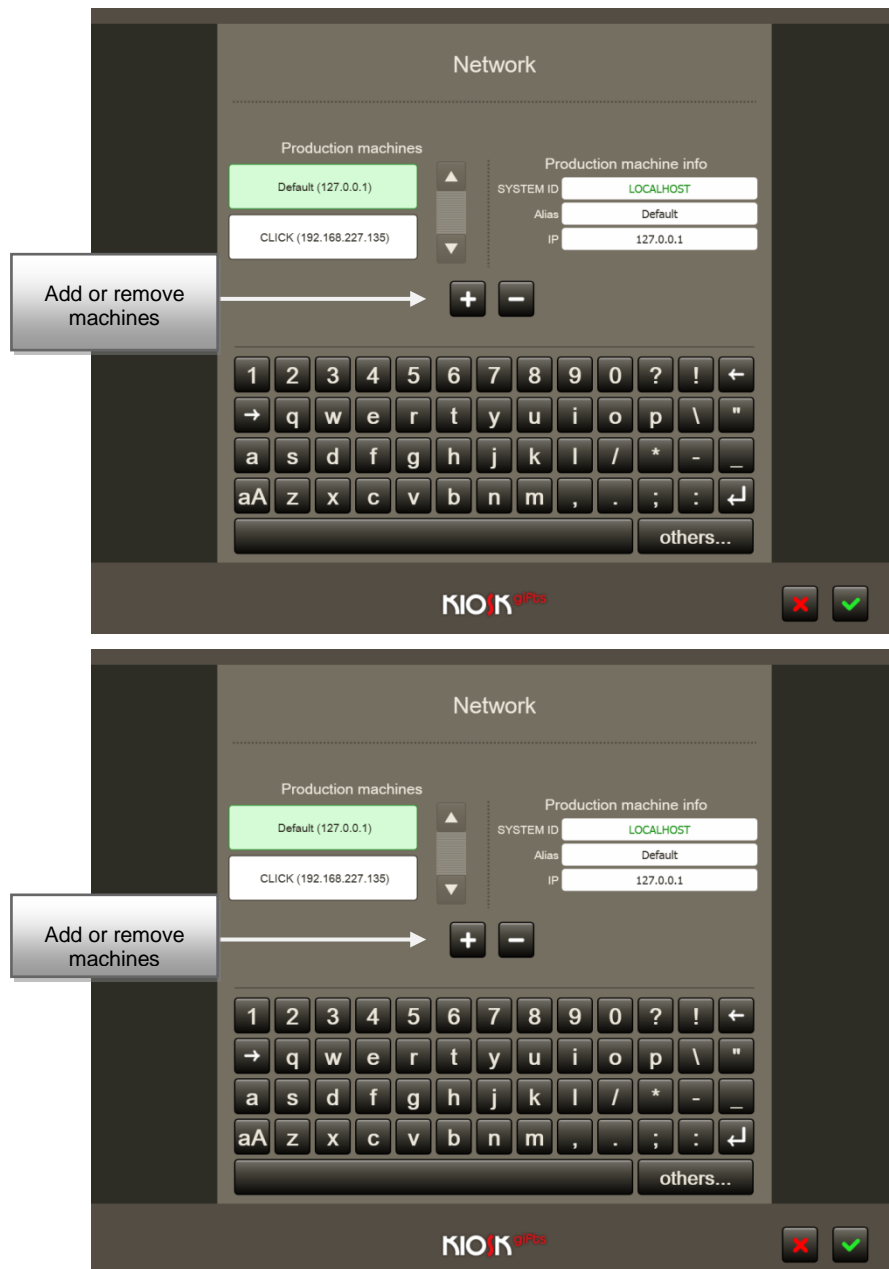 Network
Production machines
Default (127.0.0.1)
CLICK (192.168.227.135)
Production machine info
SYSTEM ID LOCALHOST
Alias Default
IP 127.0.0.1
Add or remove
machines
+ −
1 2 3 4 5 6 7 8 9 0 ? ! ←
→ q w e r t y u i o p \ "
a s d f g h j k l / * - _
aA z x c v b n m , . ; : ↵
others...
KIOSK gifts
Network
Production machines
Default (127.0.0.1)
CLICK (192.168.227.135)
Production machine info
SYSTEM ID LOCALHOST
Alias Default
IP 127.0.0.1
Add or remove
machines
+ −
1 2 3 4 5 6 7 8 9 0 ? ! ←
→ q w e r t y u i o p \ "
a s d f g h j k l / * - _
aA z x c v b n m , . ; : ↵
others...
KIOSK gifts